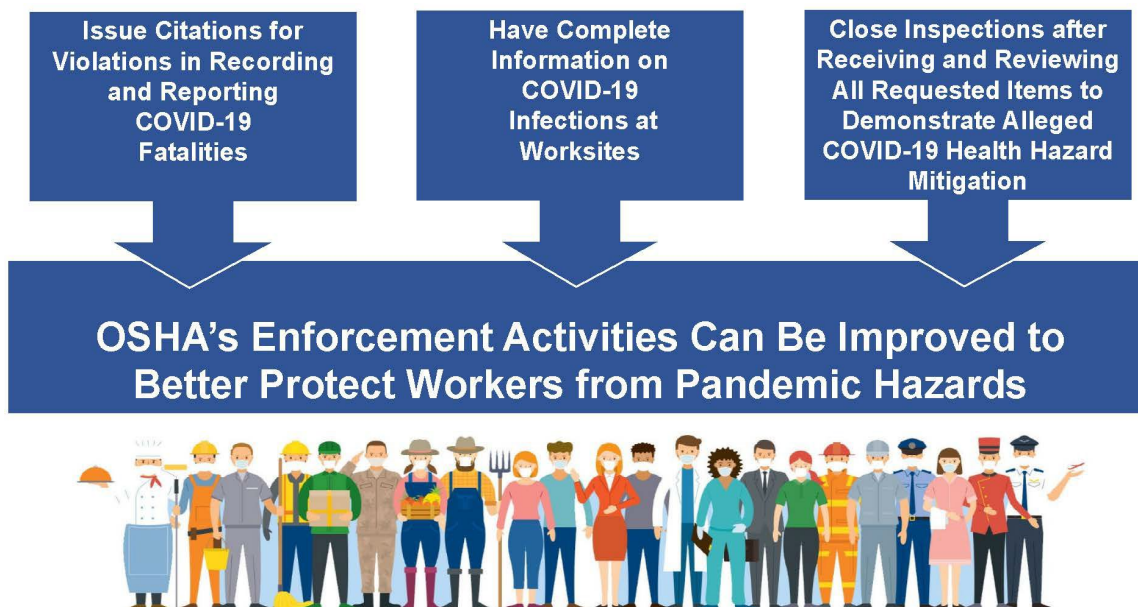 Issue Citations for
Violations in Recording
and Reporting
COVID-19
Fatalities
Have Complete
Information on
COVID-19
Infections at
Worksites
Close Inspections after
Receiving and Reviewing
All Requested Items to
Demonstrate Alleged
COVID-19 Health Hazard
Mitigation
OSHA’s Enforcement Activities Can Be Improved to
Better Protect Workers from Pandemic Hazards